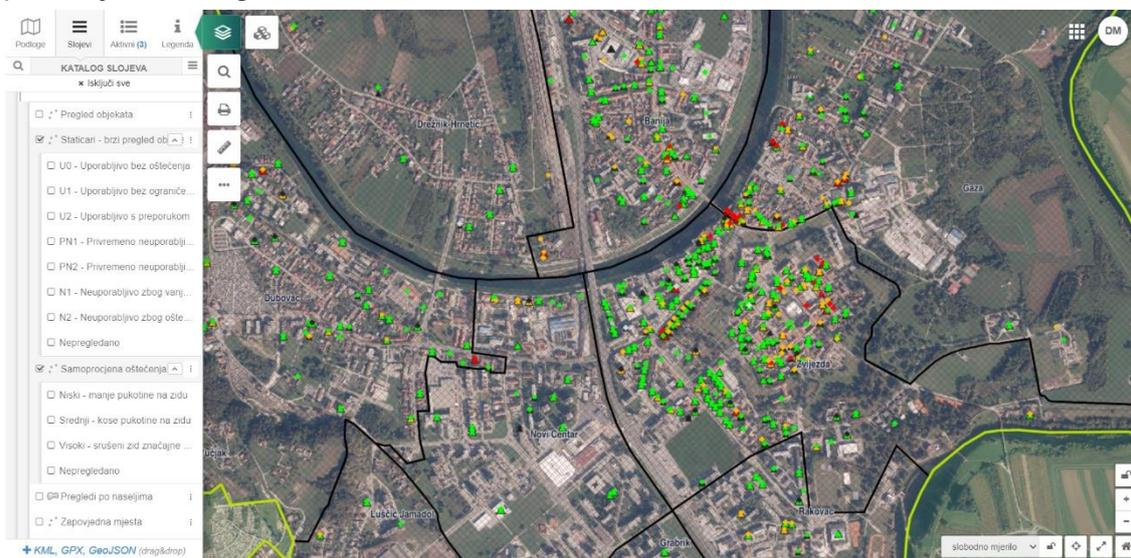 Podloge
Slojevi
Aktivni (3)
Legenda
KATALOG SLOJEVA
× Isključi sve
Pregled objekata
Staticari - brzi pregled ob
U0 - Uporabljivo bez oštećenja
U1 - Uporabljivo bez ograniče...
U2 - Uporabljivo s preporukom
PN1 - Privremeno neuporablji...
PN2 - Privremeno neuporablji...
N1 - Neuporabljivo zbog vanj...
N2 - Neuporabljivo zbog ošte...
Nepregledano
Samoprocjena oštećenja
Niski - manje pukotine na zidu
Srednji - kose pukotine na zidu
Visoki - srušeni zid značajne ...
Nepregledano
Pregledi po naseljima
Zapovjedna mjesta
+ KML, GPX, GeoJSON (drag&drop)
DM
Drežnik-Hrnetić
Banija
Gaza
Dubovac
Zvijezda
Novi Centar
Luščić Jamadol
Rakovac
Grabrik
slobodno mjerilo